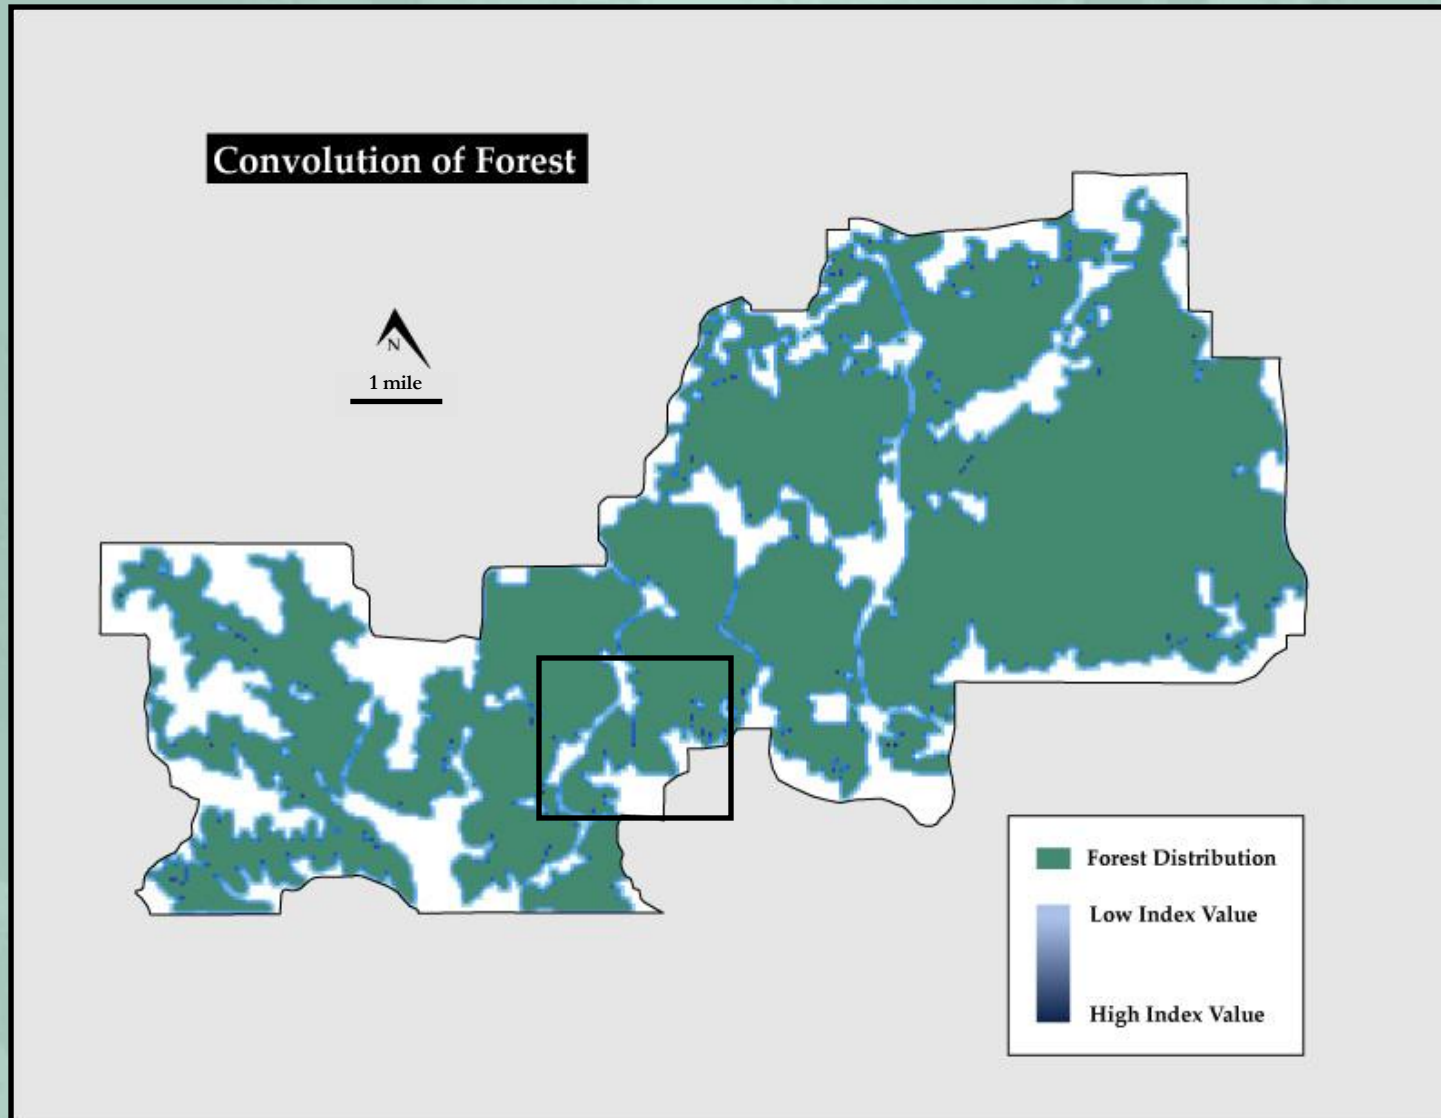 Convolution of Forest
N
1 mile
Forest Distribution
Low Index Value
High Index Value